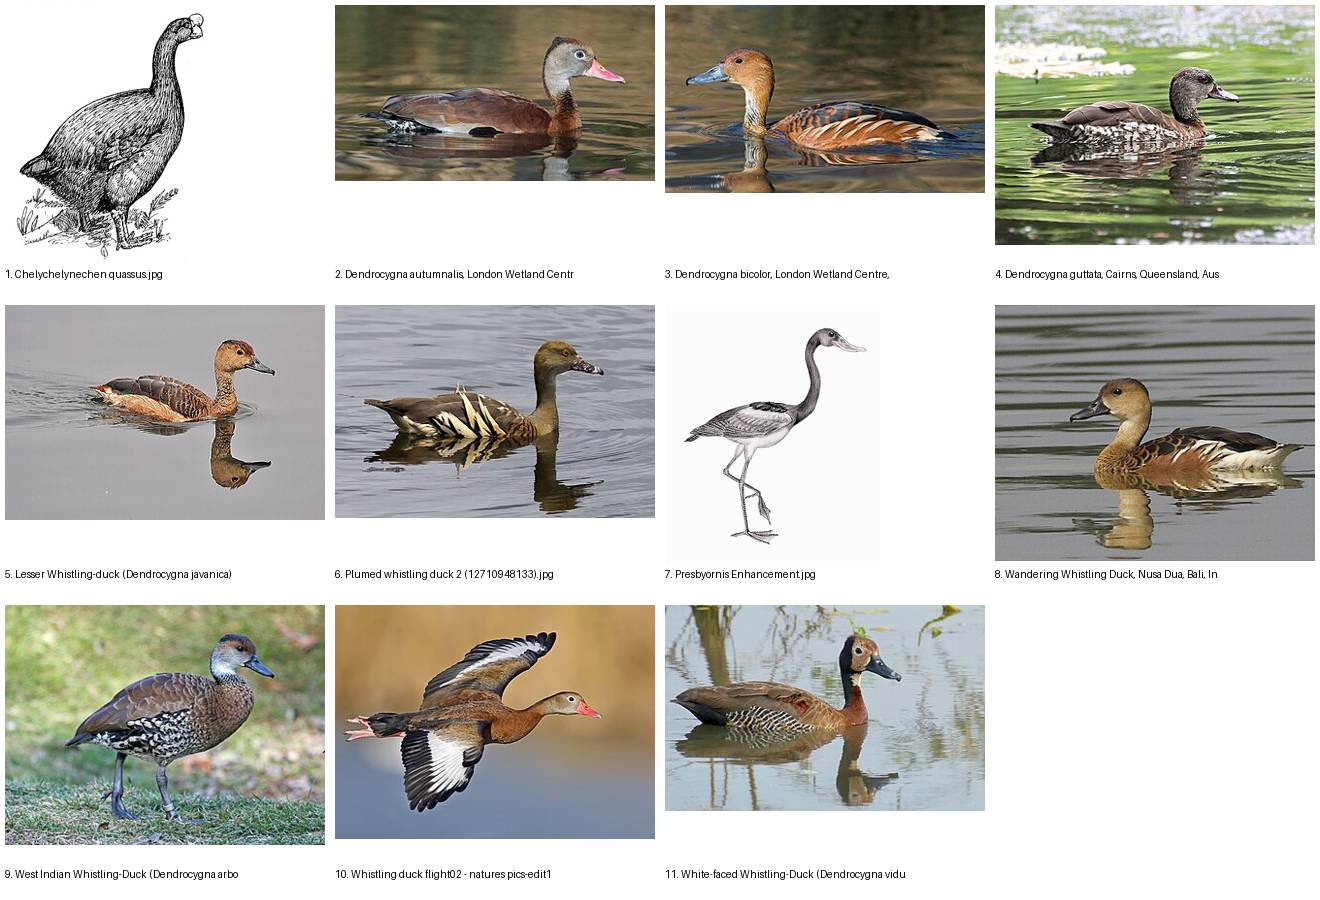 1. Chelychelynechen quassus.jpg
2. Dendrocygna autumnalis, London Wetland Centr
3. Dendrocygna bicolor, London Wetland Centre,
4. Dendrocygna guttata, Cairns, Queensland, Aus
5. Lesser Whistling-duck (Dendrocygna javanica)
6. Plumed whistling duck 2 (12710948133).jpg
7. Presbyornis Enhancement.jpg
8. Wandering Whistling Duck, Nusa Dua, Bali, In
9. West Indian Whistling-Duck (Dendrocygna arbo
10. Whistling duck flight02 - natures pics-edit1
11. White-faced Whistling-Duck (Dendrocygna vidu